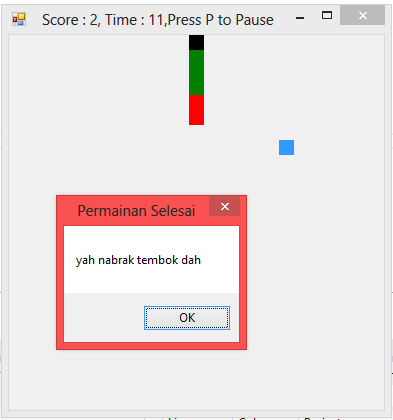 Score : 2, Time : 11,Press P to Pause
Permainan Selesai
yah nabrak tembok dah
OK